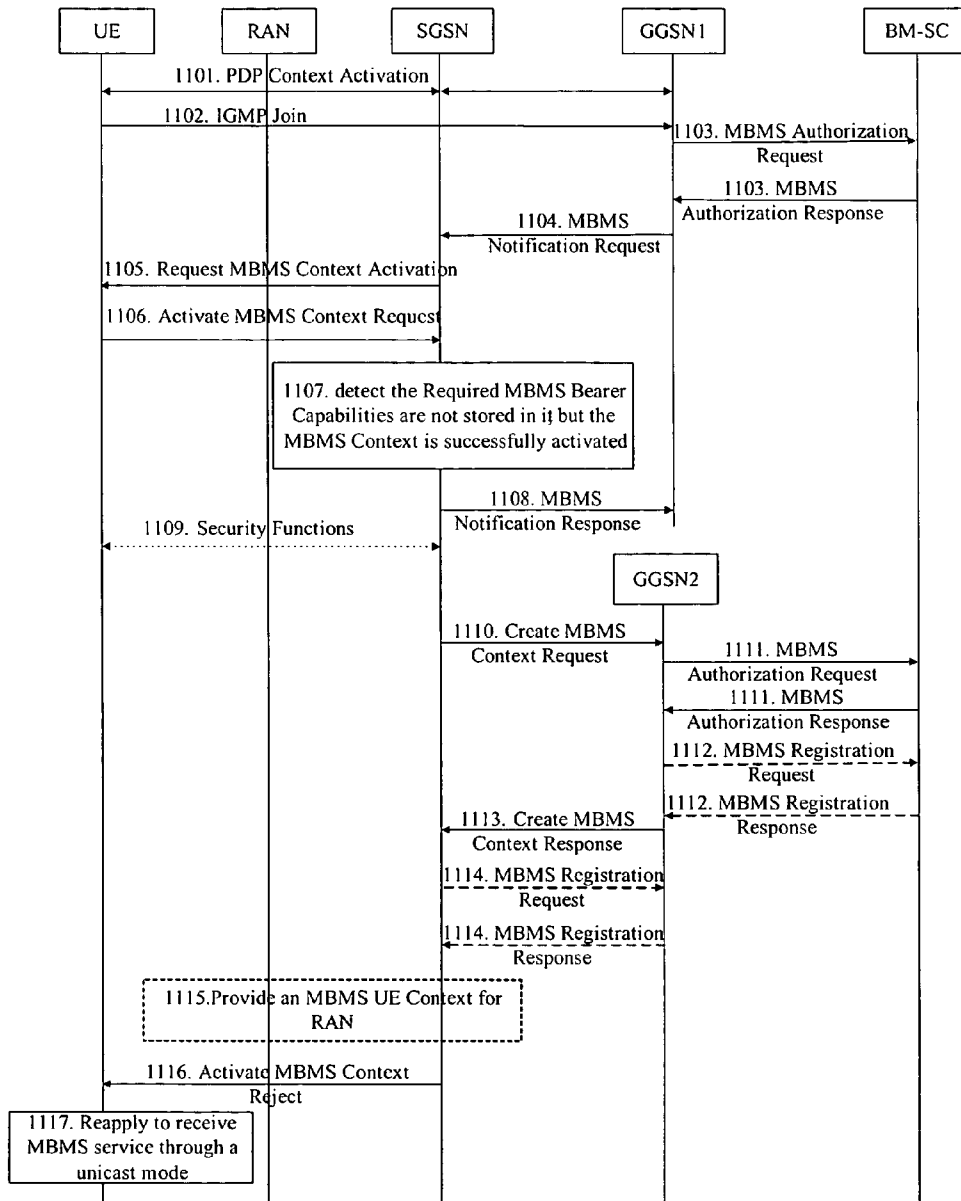 UE
RAN
SGSN
GGSN1
BM-SC
1101. PDP Context Activation
1102. IGMP Join
1103. MBMS Authorization
Request
1103. MBMS
Authorization Response
1104. MBMS
Notification Request
1105. Request MBMS Context Activation
1106. Activate MBMS Context Request
1107. detect the Required MBMS Bearer
Capabilities are not stored in it but the
MBMS Context is successfully activated
1108. MBMS
Notification Response
1109. Security Functions
GGSN2
1110. Create MBMS
Context Request
1111. MBMS
Authorization Request
1111. MBMS
Authorization Response
1112. MBMS Registration
Request
1112. MBMS Registration
Response
1113. Create MBMS
Context Response
1114. MBMS Registration
Request
1114. MBMS Registration
Response
1115.Provide an MBMS UE Context for
RAN
1116. Activate MBMS Context
Reject
1117. Reapply to receive
MBMS service through a
unicast mode